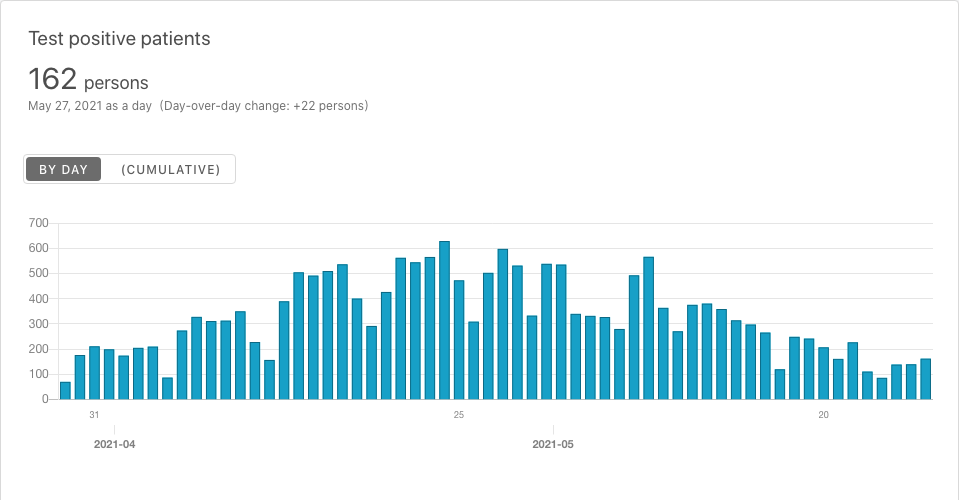 Test positive patients
162 persons
May 27, 2021 as a day (Day-over-day change: +22 persons)
BY DAY (CUMULATIVE)
700
600
500
400
300
200
100
0
31 25 20
2021-04 2021-05